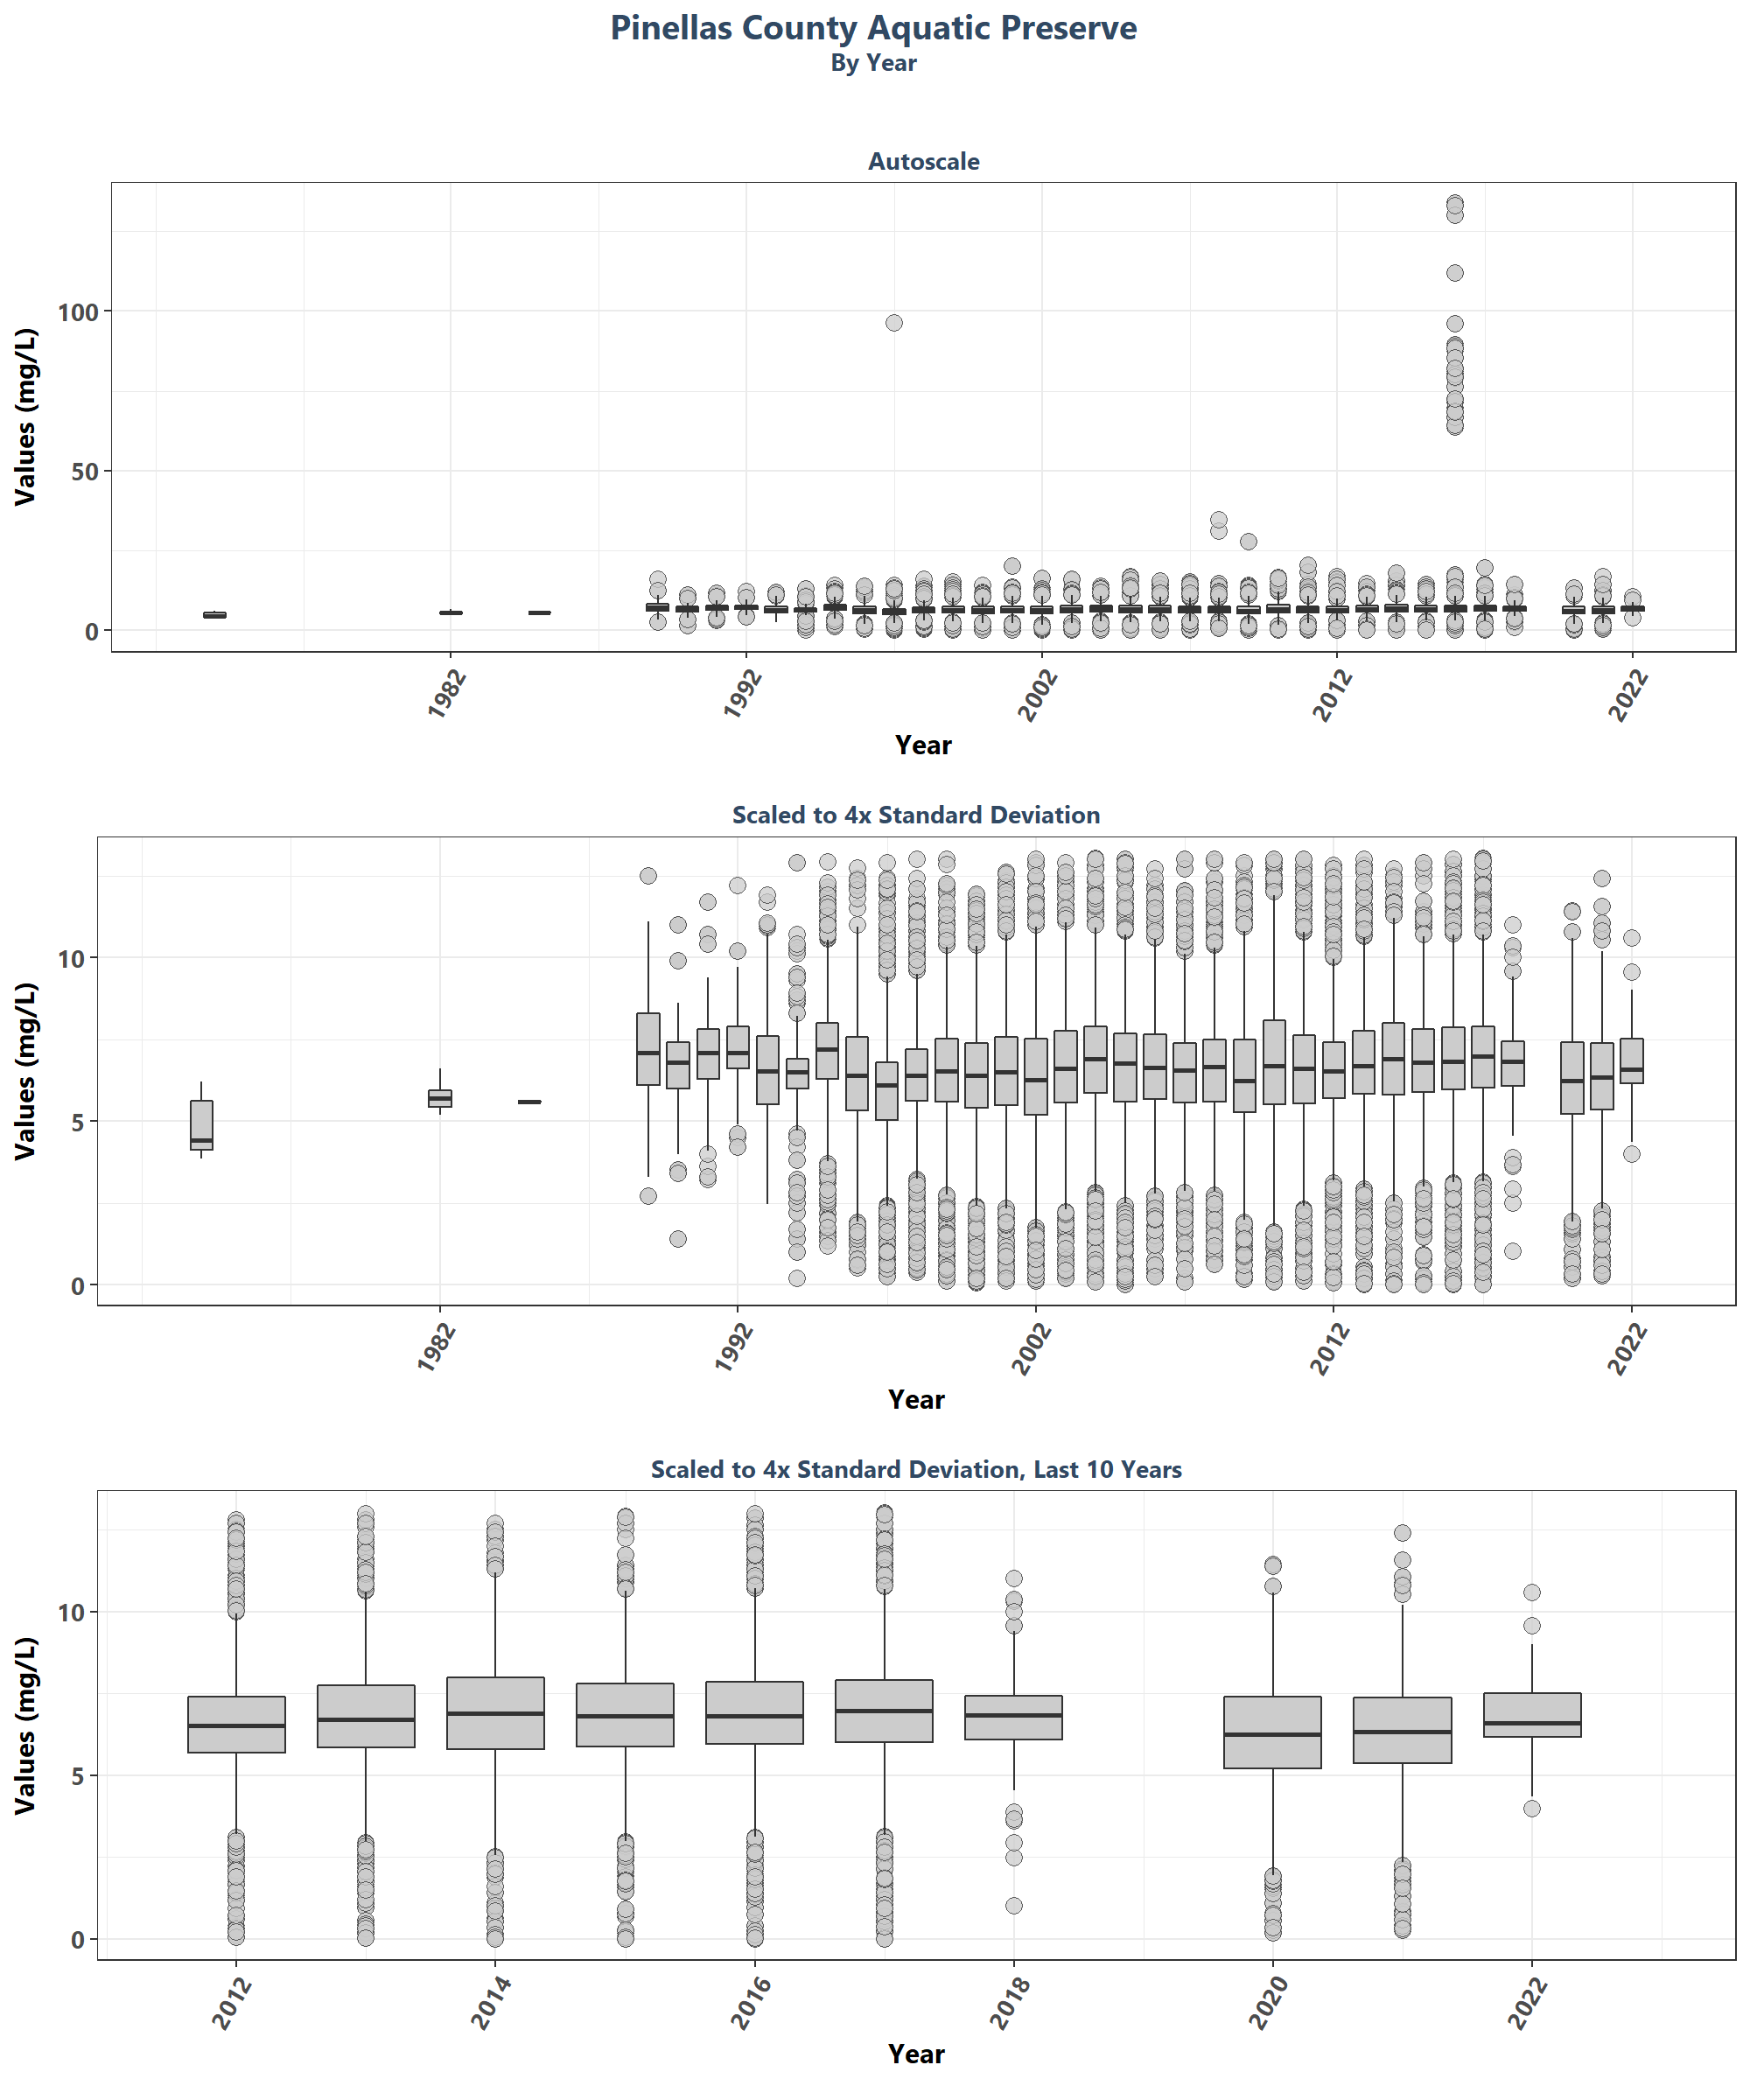 Pinellas County Aquatic Preserve
By Year
Autoscale
Values (mg/L)
100
50
0
1982
1992
2002
2012
2022
Year
Scaled to 4x Standard Deviation
Values (mg/L)
10
5
0
1982
1992
2002
2012
2022
Year
Scaled to 4x Standard Deviation, Last 10 Years
Values (mg/L)
10
5
0
2012
2014
2016
2018
2020
2022
Year